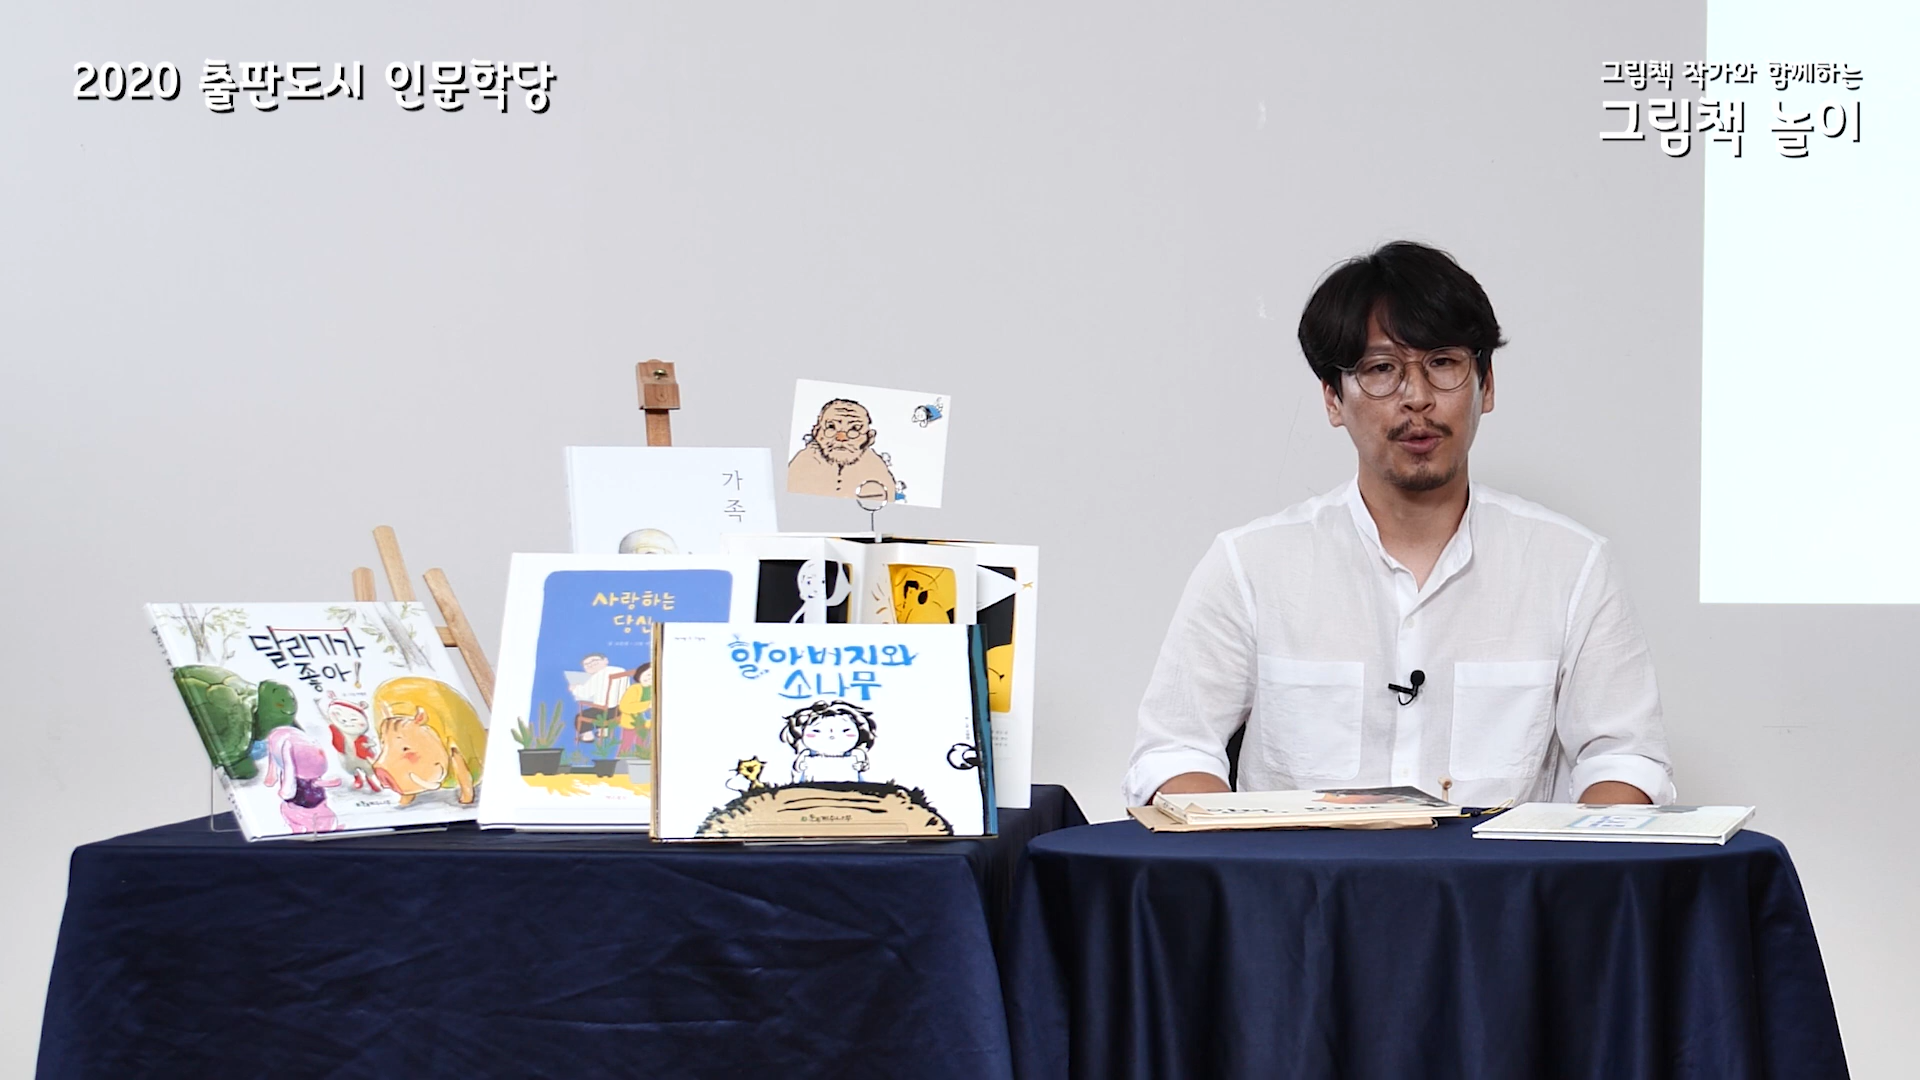 2020 출판도시 인문학당
그림책 작가와 함께하는
그림책 놀이
가
족
사랑하는
당신
달리기가
좋아!
할아버지와
소나무